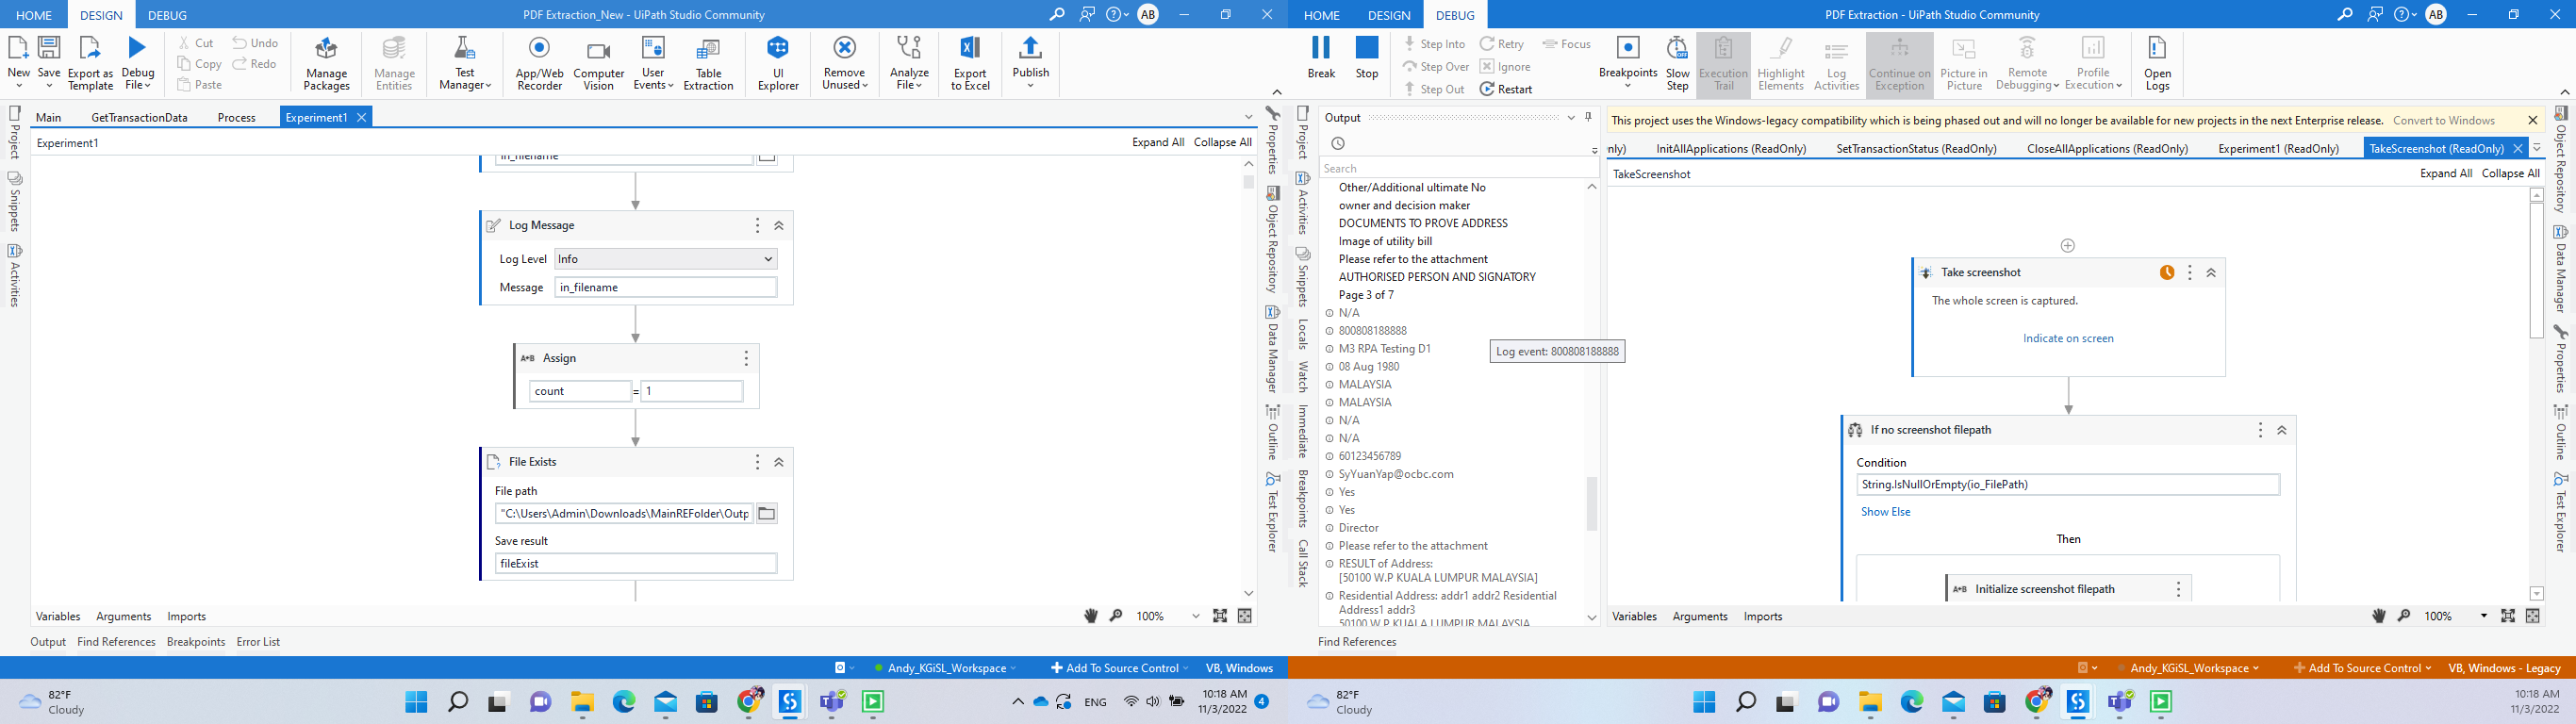 HOME DESIGN DEBUG PDF Extraction_New - UiPath Studio Community AB
New Save Export as Template Debug File
Cut Copy Paste Undo Redo
Manage Packages Manage Entities Test Manager App/Web Recorder Computer Vision User Events Table Extraction UI Explorer Remove Unused Analyze File Export to Excel Publish
Main GetTransactionData Process Experiment1
Experiment1 Expand All Collapse All
Project
Snippets
Activities
in_filename
Log Message
Log Level Info
Message in_filename
A+B Assign
count = 1
File Exists
File path
"C:\Users\Admin\Downloads\MainREFolder\Outp
Save result
fileExist
Properties
Object Repository
Data Manager
Outline
Test Explorer
Variables Arguments Imports 100%
Output Find References Breakpoints Error List
Andy_KGiSL_Workspace Add To Source Control VB, Windows
82°F
Cloudy
ENG
10:18 AM
11/3/2022
4
HOME DESIGN DEBUG PDF Extraction - UiPath Studio Community AB
Break Stop
Step Into Retry Focus
Step Over Ignore
Step Out Restart
Breakpoints Slow Step Execution Trail Highlight Elements Log Activities Continue on Exception Picture in Picture Remote Debugging Profile Execution Open Logs
Project
Activities
Snippets
Locals
Watch
Immediate
Breakpoints
Call Stack
Output
Search
Other/Additional ultimate No
owner and decision maker
DOCUMENTS TO PROVE ADDRESS
Image of utility bill
Please refer to the attachment
AUTHORISED PERSON AND SIGNATORY
Page 3 of 7
N/A
800808188888
M3 RPA Testing D1
08 Aug 1980
MALAYSIA
MALAYSIA
N/A
N/A
60123456789
SyYuanYap@ocbc.com
Yes
Yes
Director
Please refer to the attachment
RESULT of Address:
[50100 W.P KUALA LUMPUR MALAYSIA]
Residential Address: addr1 addr2 Residential
Address1 addr3
50100 W.P KUALA LUMPUR MALAYSIA
Log event: 800808188888
This project uses the Windows-legacy compatibility which is being phased out and will no longer be available for new projects in the next Enterprise release. Convert to Windows
nly) InitAllApplications (ReadOnly) SetTransactionStatus (ReadOnly) CloseAllApplications (ReadOnly) Experiment1 (ReadOnly) TakeScreenshot (ReadOnly)
TakeScreenshot Expand All Collapse All
Take screenshot
The whole screen is captured.
Indicate on screen
If no screenshot filepath
Condition
String.IsNullOrEmpty(io_FilePath)
Show Else
Then
A+B Initialize screenshot filepath
Object Repository
Data Manager
Properties
Outline
Test Explorer
Variables Arguments Imports 100%
Find References
Andy_KGiSL_Workspace Add To Source Control VB, Windows - Legacy
82°F
Cloudy
10:18 AM
11/3/2022